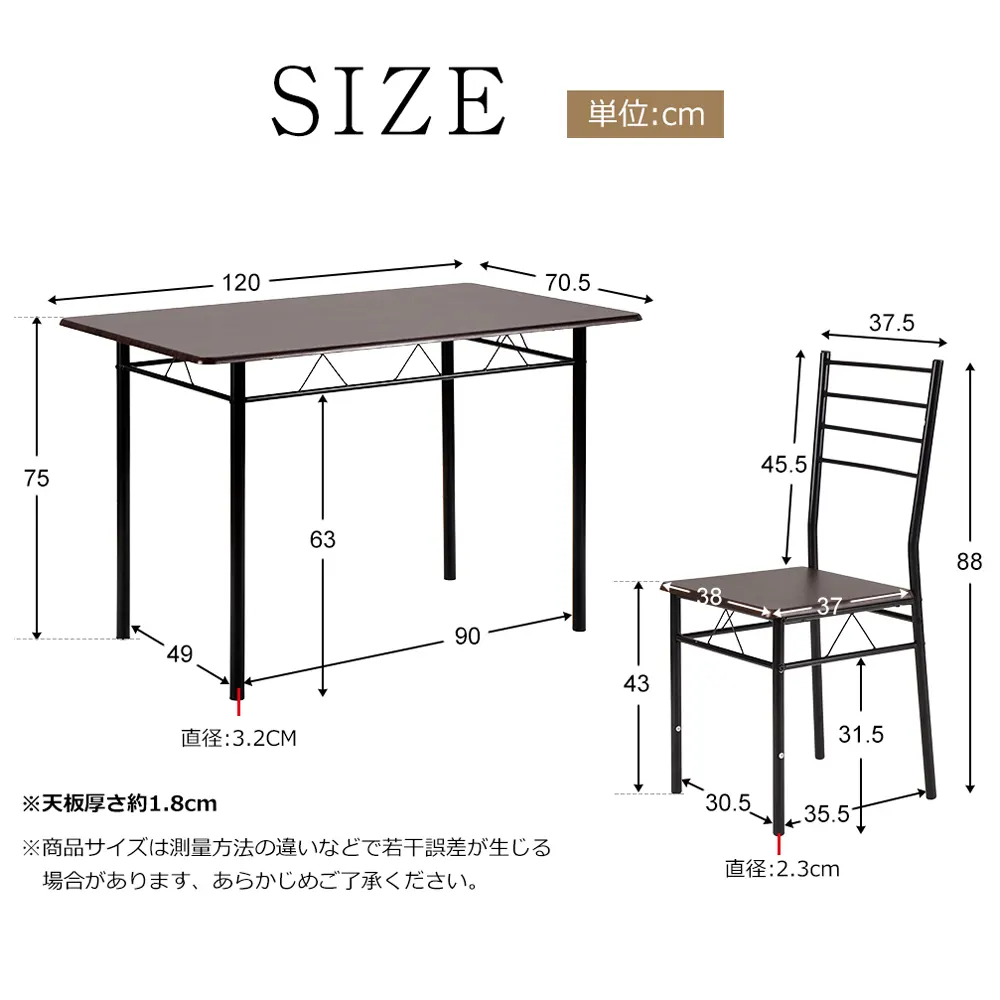 SIZE
単位:cm
120
70.5
75
63
49
90
直径:3.2CM
37.5
45.5
88
38
37
43
31.5
30.5
35.5
直径:2.3cm
※天板厚さ約1.8cm
※商品サイズは測量方法の違いなどで若干誤差が生じる
場合があります、あらかじめご了承ください。